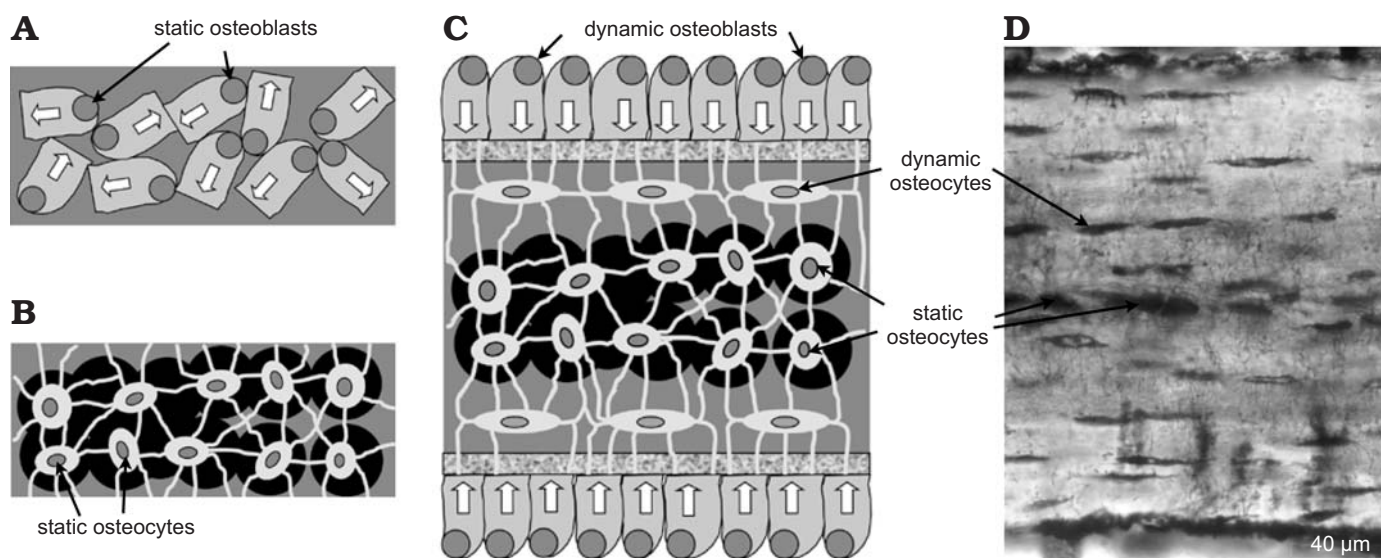 A
static osteoblasts
B
static osteocytes
C
dynamic osteoblasts
D
dynamic
osteocytes
static
osteocytes
40 µm